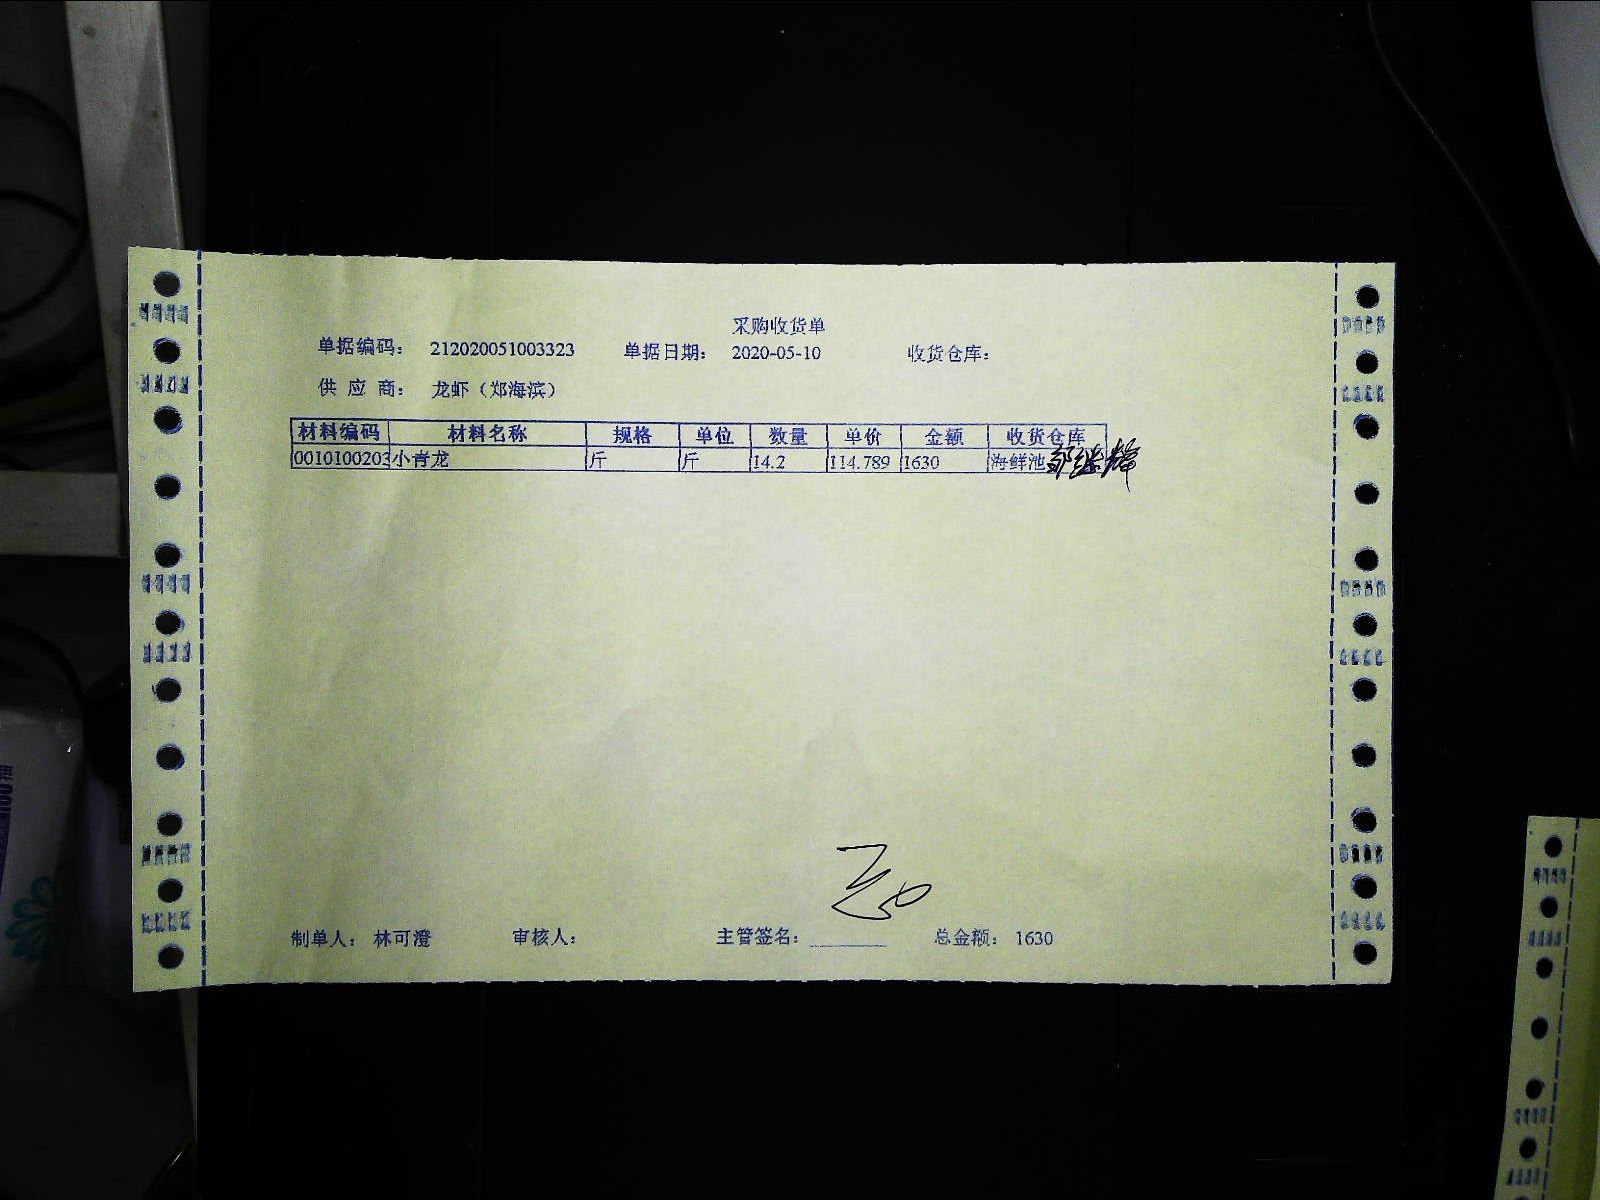 采购收货单
单据编码： 212020051003323 单据日期： 2020-05-10 收货仓库：
供 应 商： 龙虾（郑海滨）
材料编码 材料名称 规格 单位 数量 单价 金额 收货仓库
0010100203 小青龙 斤 斤 14.2 114.789 1630 海鲜池
制单人： 林可澄 审核人： 主管签名： 总金额： 1630